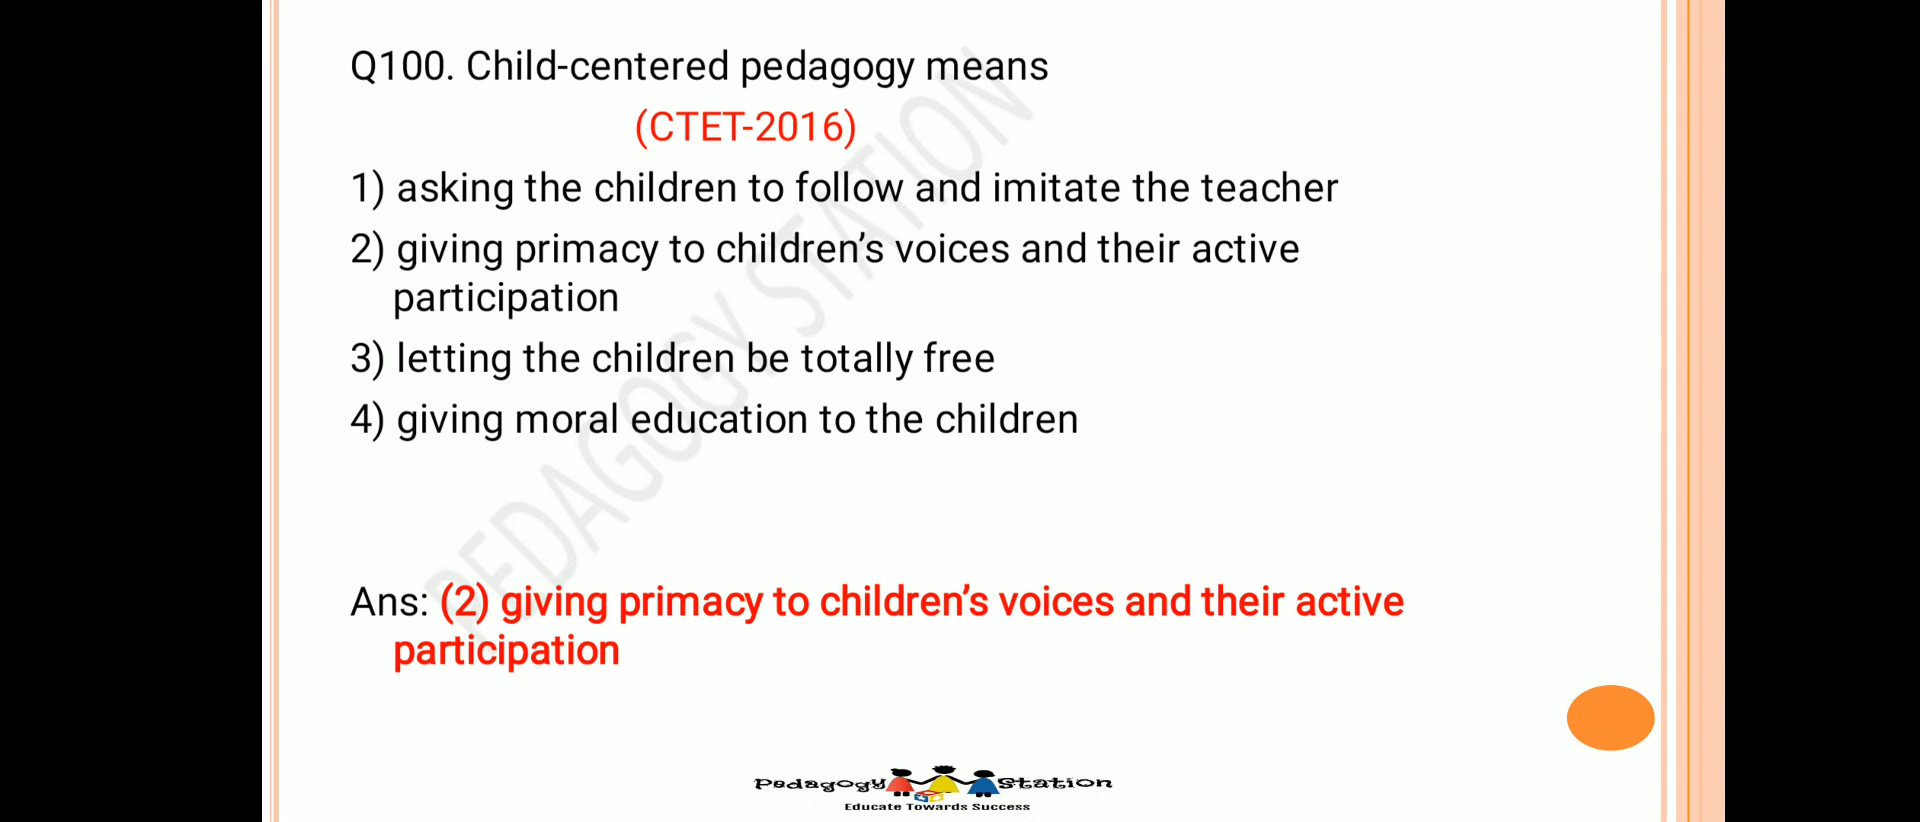 Q100. Child-centered pedagogy means
(CTET-2016)
1) asking the children to follow and imitate the teacher
2) giving primacy to children’s voices and their active
participation
3) letting the children be totally free
4) giving moral education to the children
PEDAGOGY STATION
Ans: (2) giving primacy to children’s voices and their active
participation
Pedagogy Station
Educate Towards Success